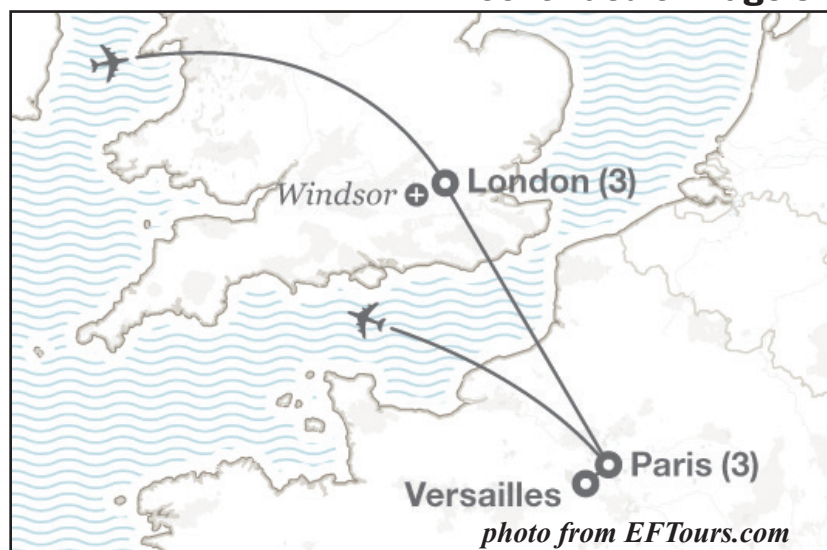 Windsor
London (3)
Paris (3)
Versailles
photo from EFTours.com